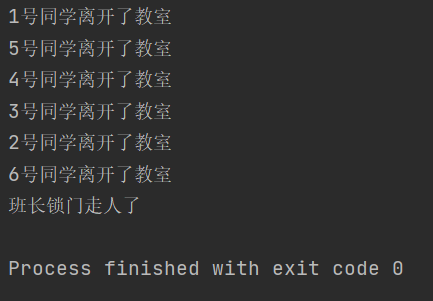 1号同学离开了教室
5号同学离开了教室
4号同学离开了教室
3号同学离开了教室
2号同学离开了教室
6号同学离开了教室
班长锁门走人了
Process finished with exit code 0